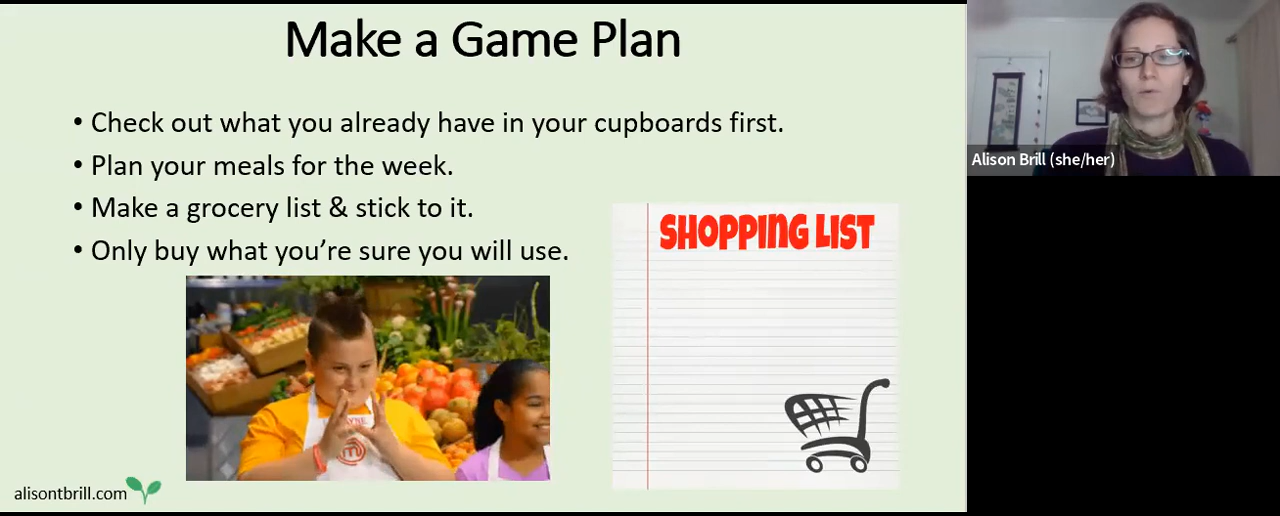 Make a Game Plan
• Check out what you already have in your cupboards first.
• Plan your meals for the week.
• Make a grocery list & stick to it.
• Only buy what you’re sure you will use.
SHOPPING LIST
alisontbrill.com
Alison Brill (she/her)